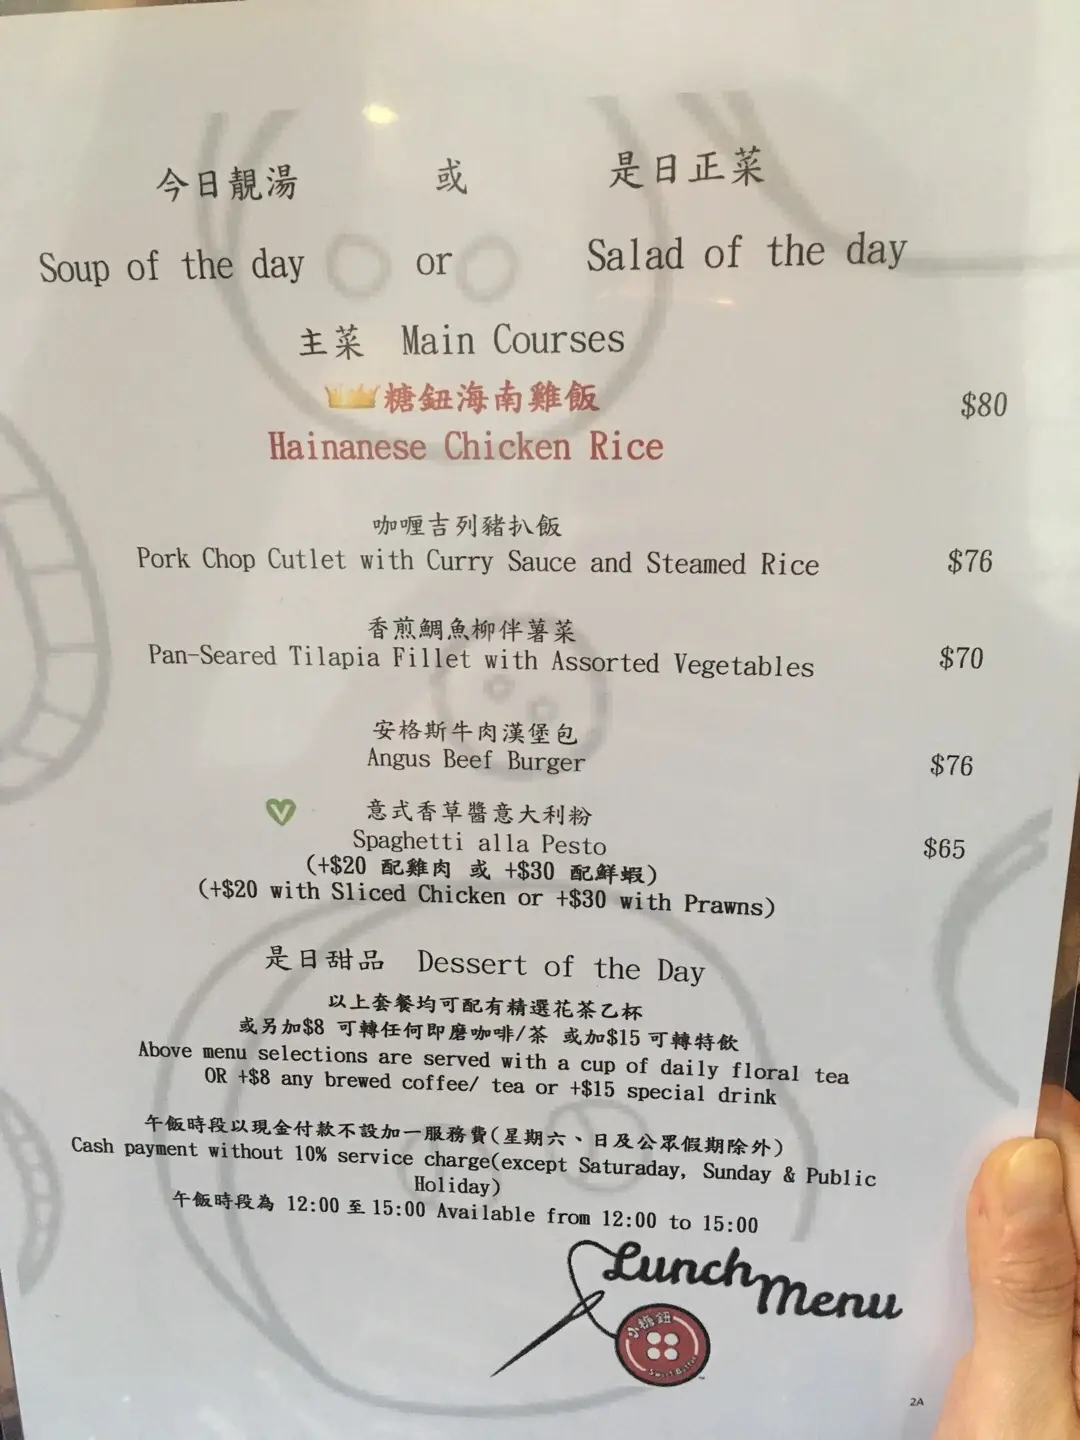 今日靚湯 或 是日正菜
Soup of the day or Salad of the day
主菜 Main Courses
糖鈕海南雞飯 $80
Hainanese Chicken Rice
咖喱吉列豬扒飯
Pork Chop Cutlet with Curry Sauce and Steamed Rice $76
香煎鯛魚柳伴薯菜
Pan-Seared Tilapia Fillet with Assorted Vegetables $70
安格斯牛肉漢堡包
Angus Beef Burger $76
V 意式香草醬意大利粉
Spaghetti alla Pesto $65
(+$20 配雞肉 或 +$30 配鮮蝦)
(+$20 with Sliced Chicken or +$30 with Prawns)
是日甜品 Dessert of the Day
以上套餐均可配有精選花茶乙杯
或另加$8 可轉任何即磨咖啡/茶 或加$15 可轉特飲
Above menu selections are served with a cup of daily floral tea
OR +$8 any brewed coffee/ tea or +$15 special drink
午飯時段以現金付款不設加一服務費(星期六、日及公眾假期除外)
Cash payment without 10% service charge(except Saturaday, Sunday & Public
Holiday)
午飯時段為 12:00 至 15:00 Available from 12:00 to 15:00
Lunch Menu
小糖鈕
Sweet Button
2A